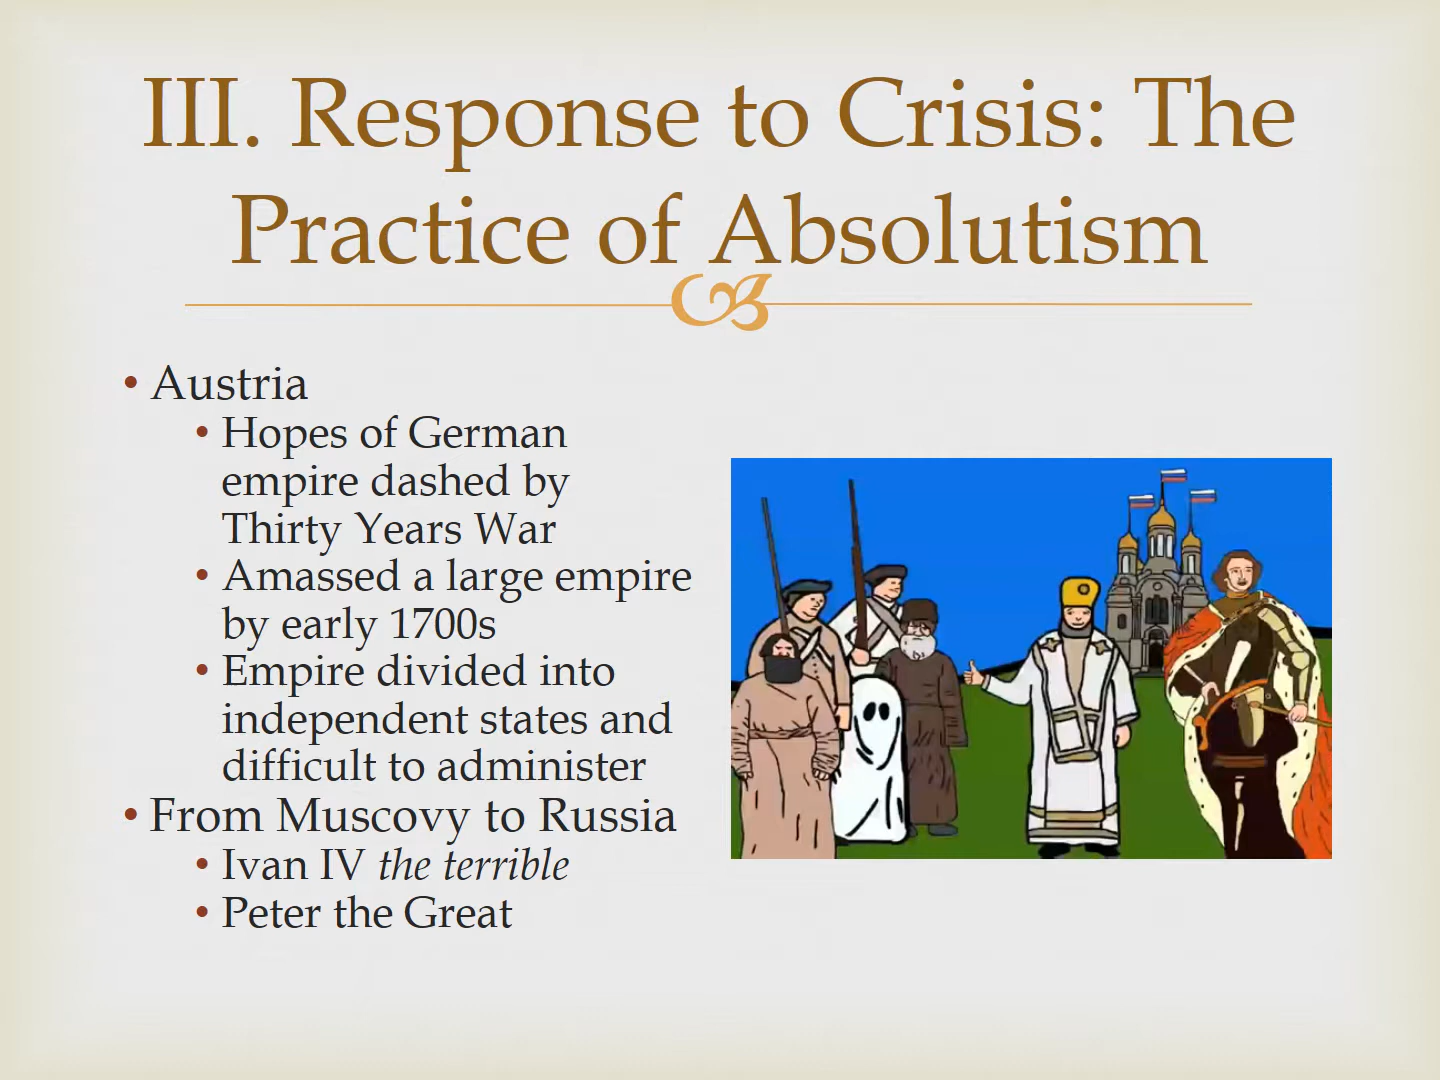 III. Response to Crisis: The
Practice of Absolutism
• Austria
• Hopes of German
empire dashed by
Thirty Years War
• Amassed a large empire
by early 1700s
• Empire divided into
independent states and
difficult to administer
• From Muscovy to Russia
• Ivan IV the terrible
• Peter the Great